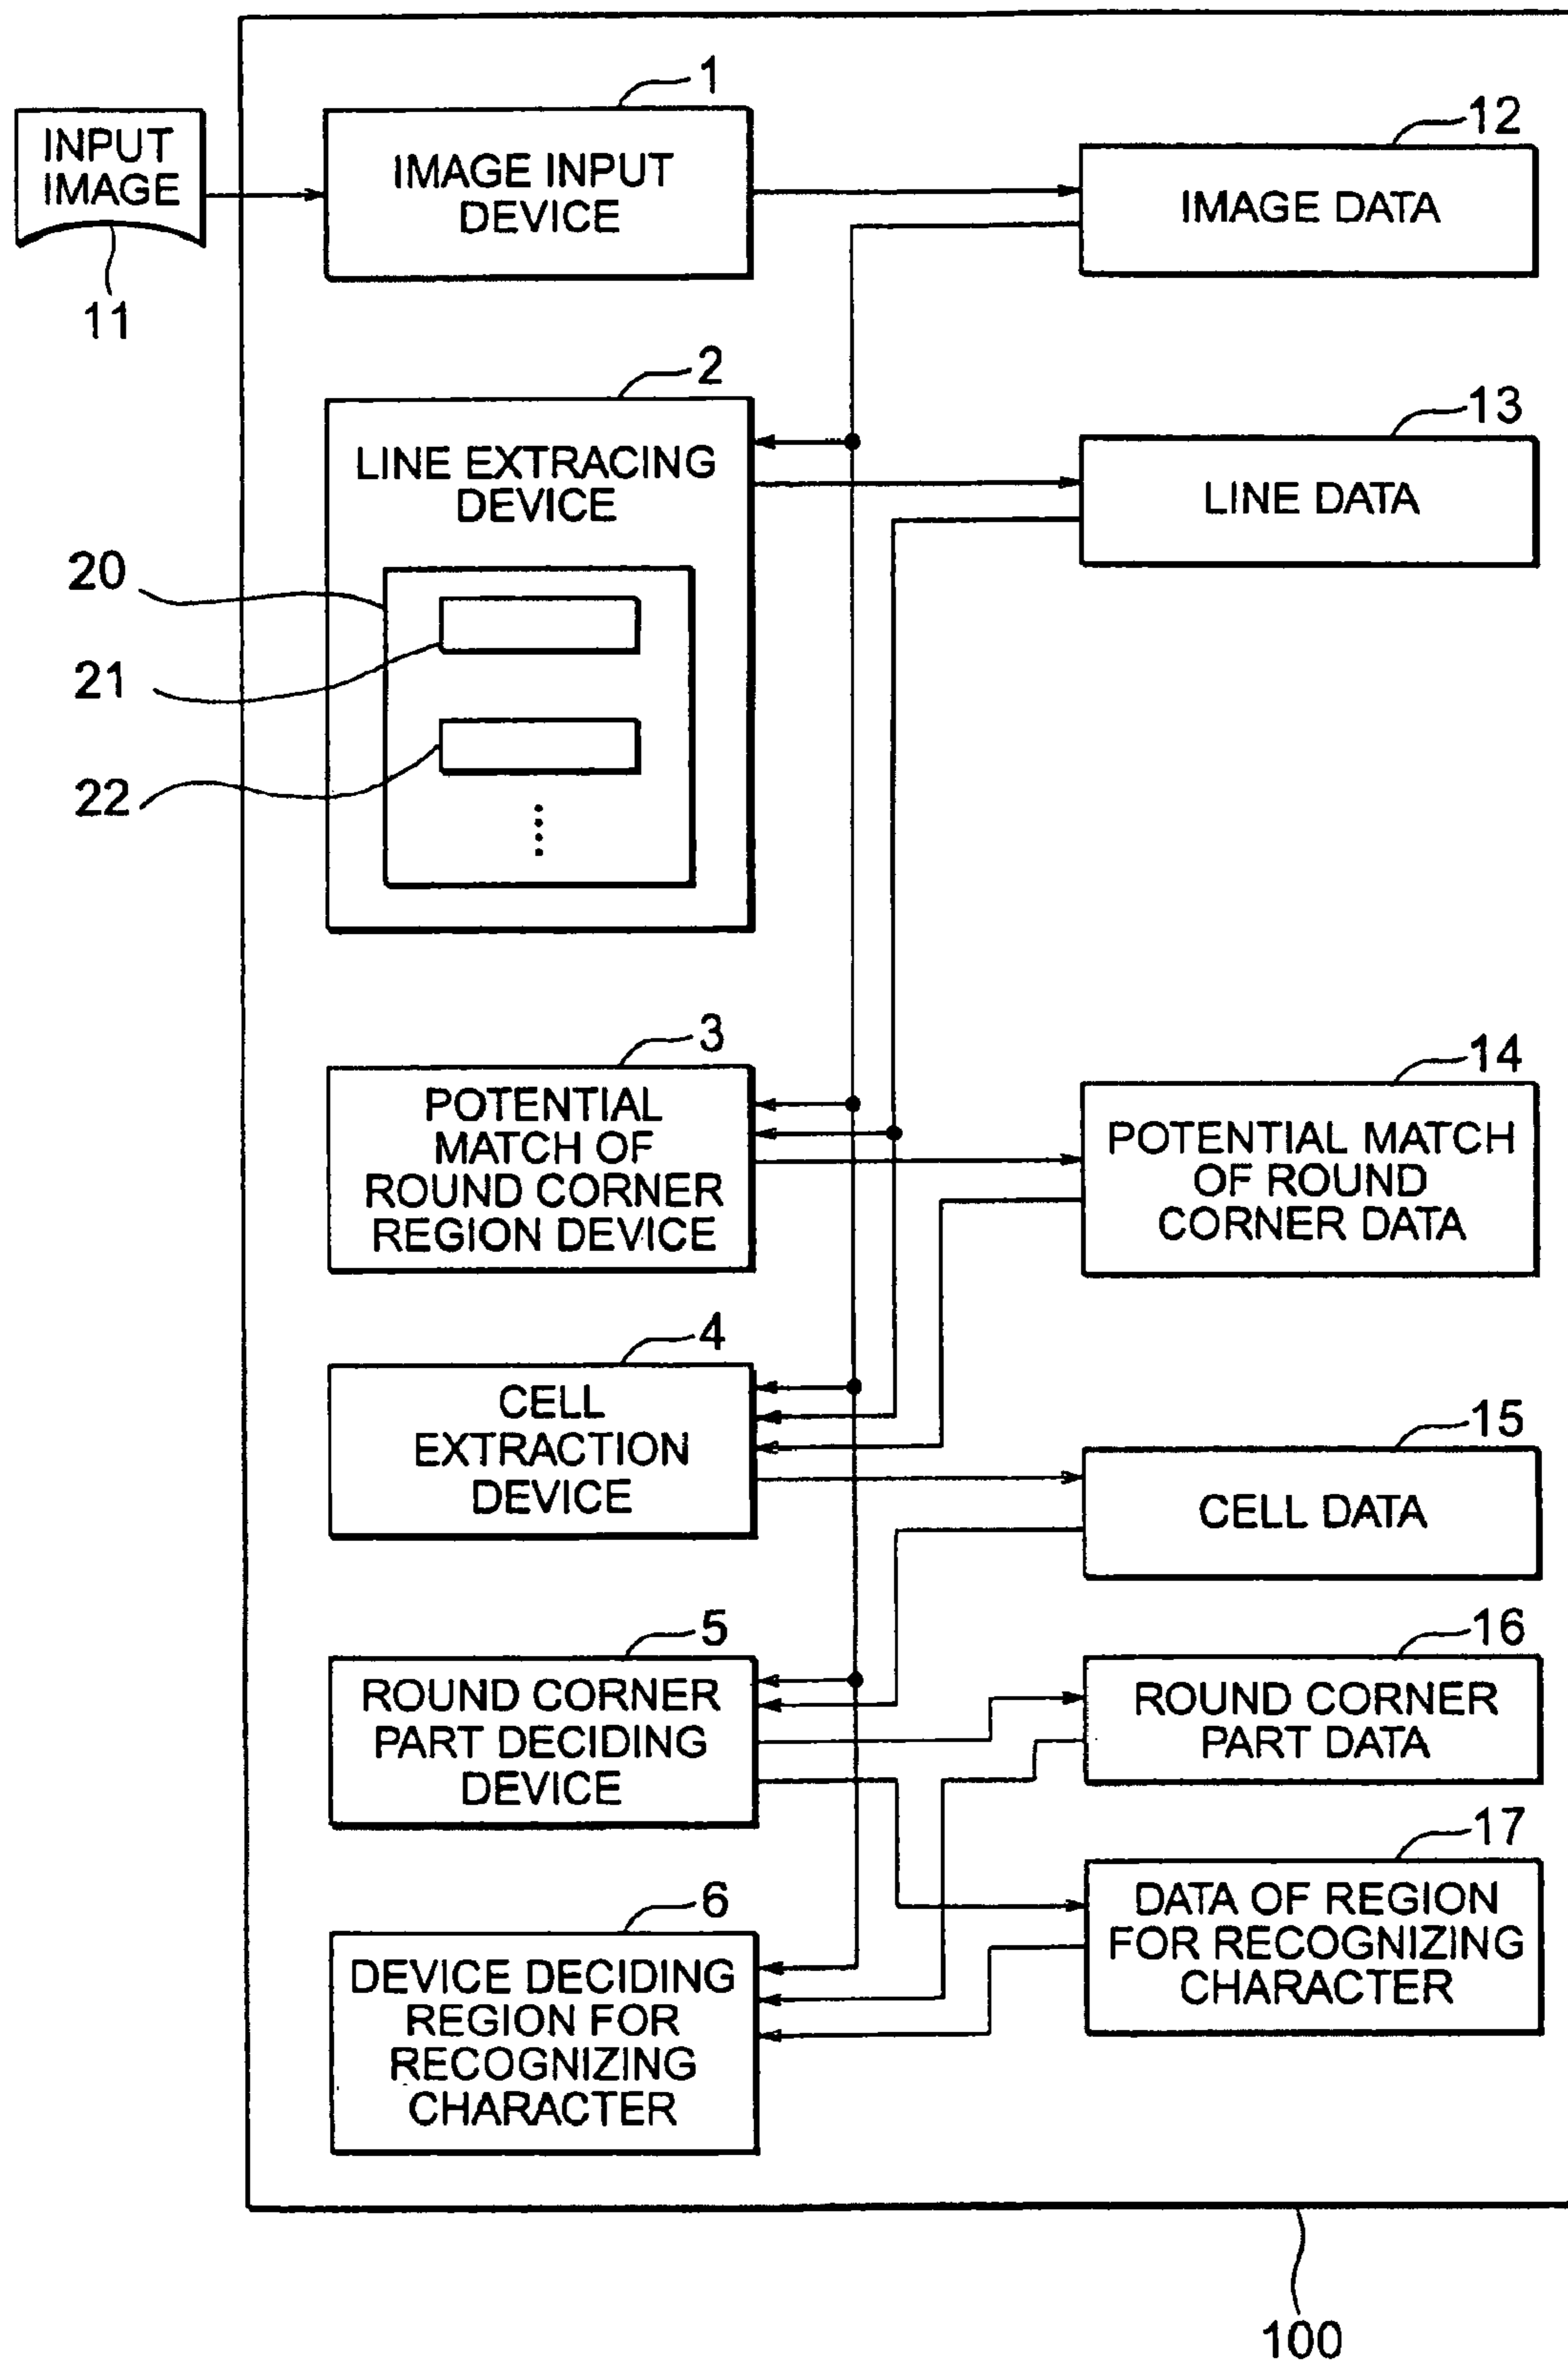 1
INPUT
IMAGE
11
IMAGE INPUT
DEVICE
12
IMAGE DATA
2
LINE EXTRACING
DEVICE
13
LINE DATA
20
21
22
3
POTENTIAL
MATCH OF
ROUND CORNER
REGION DEVICE
14
POTENTIAL MATCH
OF ROUND
CORNER DATA
4
CELL
EXTRACTION
DEVICE
15
CELL DATA
5
ROUND CORNER
PART DECIDING
DEVICE
16
ROUND CORNER
PART DATA
17
DATA OF REGION
FOR RECOGNIZING
CHARACTER
6
DEVICE DECIDING
REGION FOR
RECOGNIZING
CHARACTER
100